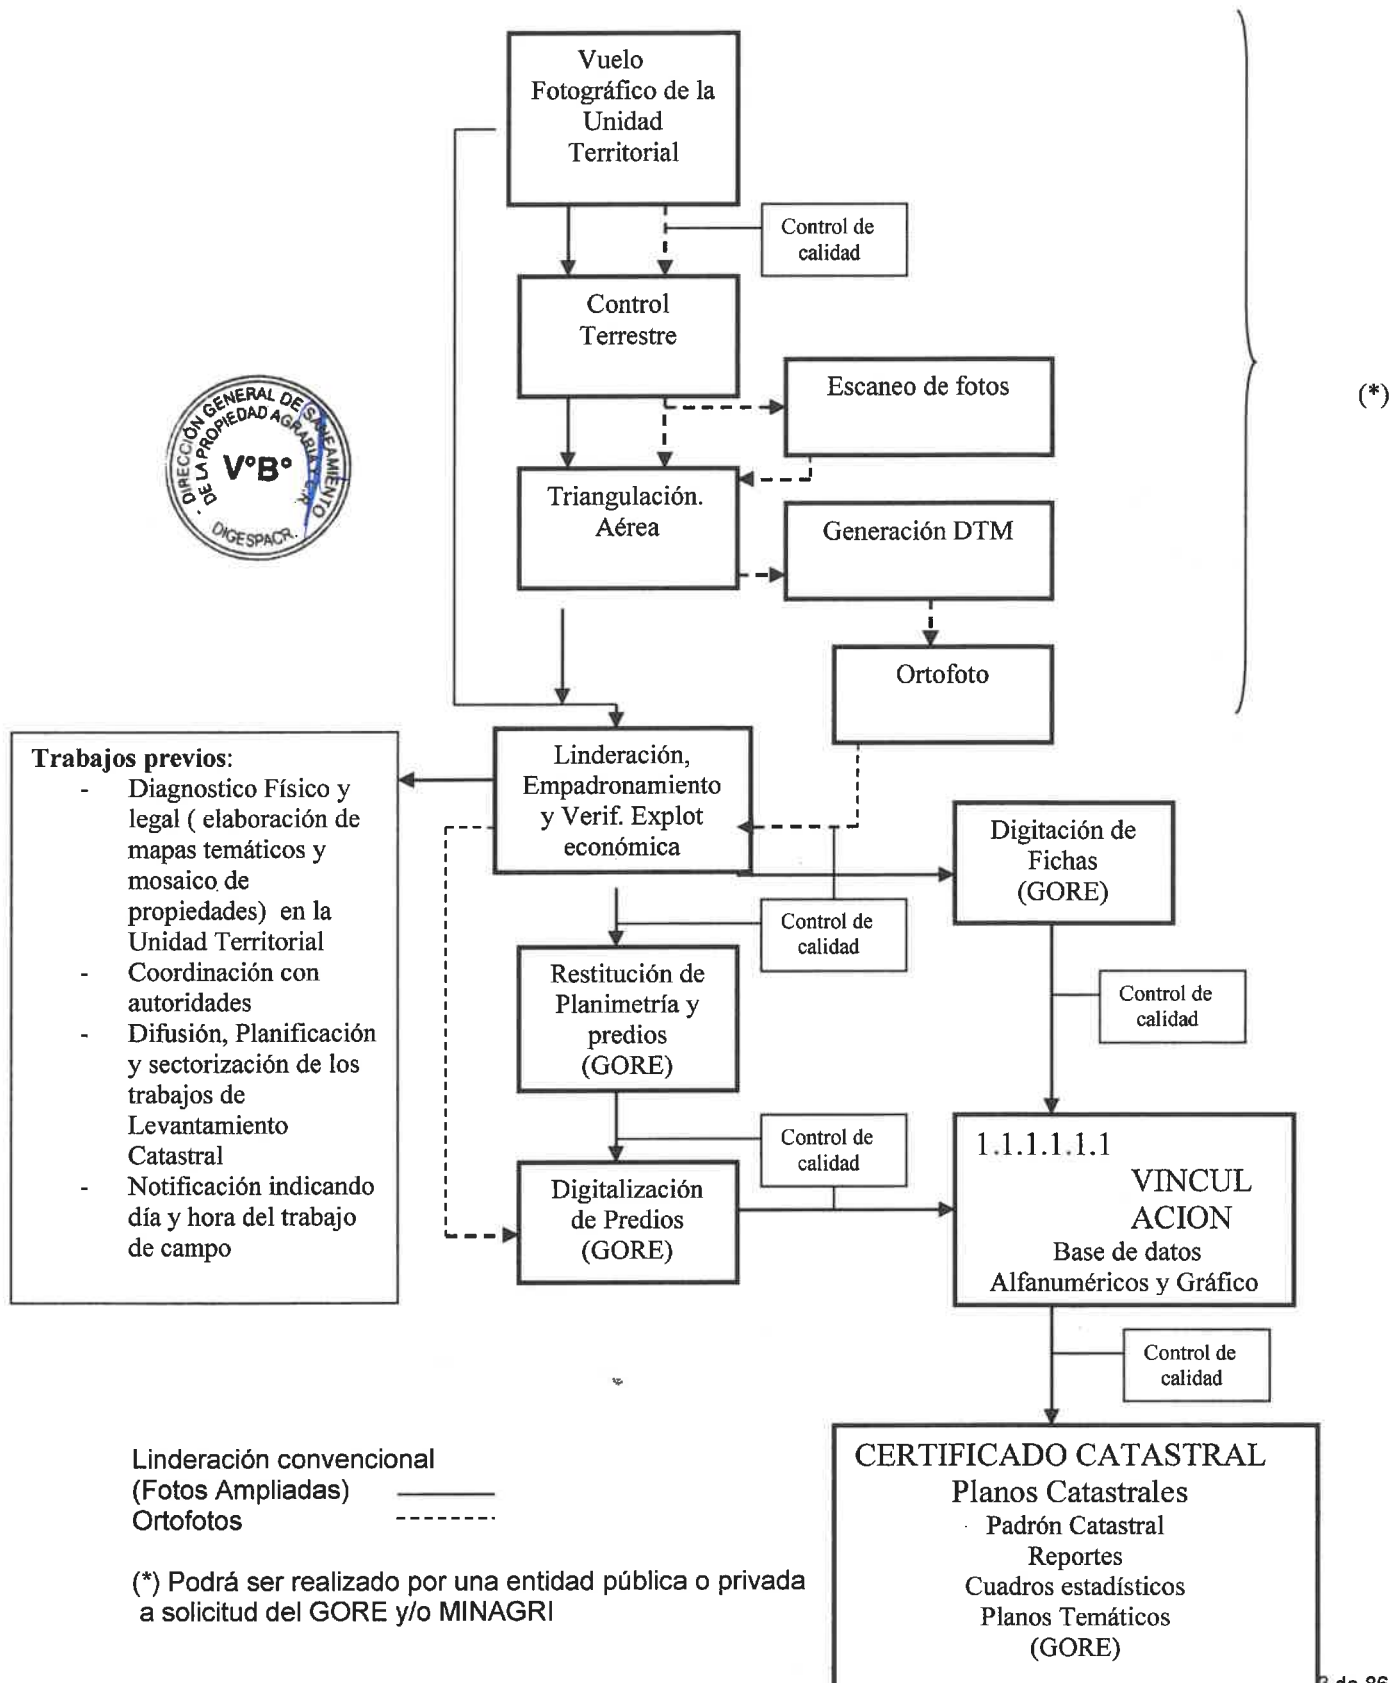 Vuelo
Fotográfico de la
Unidad
Territorial
Control de
calidad
Control
Terrestre
Escaneo de fotos
(*)
DIRECCIÓN GENERAL DE SANEAMIENTO
DE LA PROPIEDAD AGRARIA Y C.R.
V°B°
DIGESPACR.
Triangulación.
Aérea
Generación DTM
Ortofoto
Trabajos previos:
- Diagnostico Físico y
legal ( elaboración de
mapas temáticos y
mosaico de
propiedades) en la
Unidad Territorial
- Coordinación con
autoridades
- Difusión, Planificación
y sectorización de los
trabajos de
Levantamiento
Catastral
- Notificación indicando
día y hora del trabajo
de campo
Linderación,
Empadronamiento
y Verif. Explot
económica
Digitación de
Fichas
(GORE)
Control de
calidad
Restitución de
Planimetría y
predios
(GORE)
Control de
calidad
Control de
calidad
Digitalización
de Predios
(GORE)
1.1.1.1.1.1
VINCUL
ACION
Base de datos
Alfanuméricos y Gráfico
Control de
calidad
CERTIFICADO CATASTRAL
Planos Catastrales
Padrón Catastral
Reportes
Cuadros estadísticos
Planos Temáticos
(GORE)
Linderación convencional
(Fotos Ampliadas)
Ortofotos
(*) Podrá ser realizado por una entidad pública o privada
a solicitud del GORE y/o MINAGRI
de 86